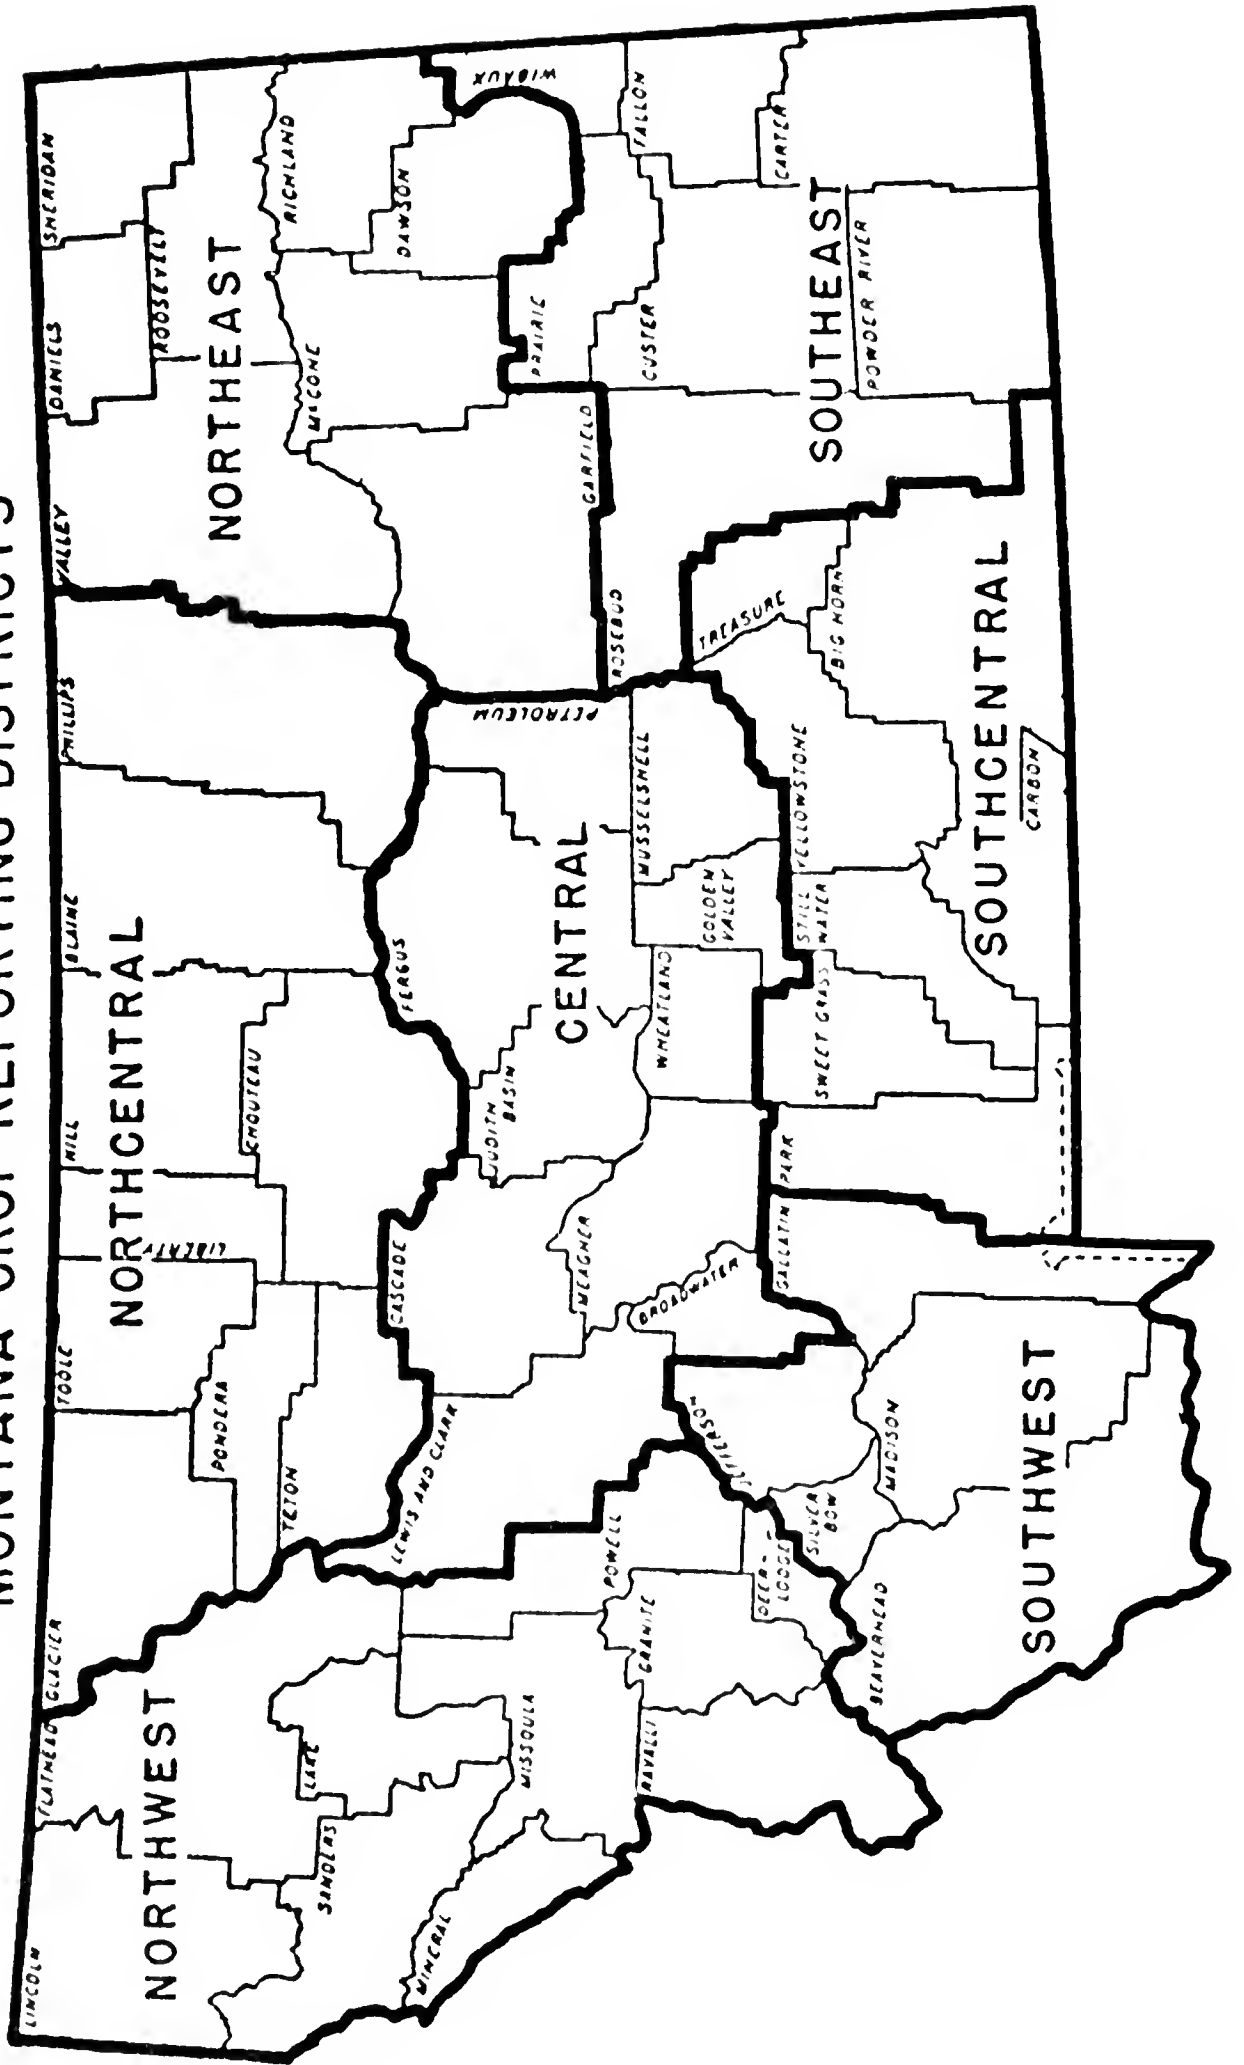 MONTANA CROP REPORTING DISTRICTS
LINCOLN
FLATHEAD
GLACIER
TOOLE
LIBERTY
HILL
BLAINE
PHILLIPS
VALLEY
DANIELS
SHERIDAN
ROOSEVELT
NORTHWEST
NORTHCENTRAL
NORTHEAST
PONDERA
TETON
CHOUTEAU
RICHLAND
McCONE
DAWSON
WIBAUX
SANDERS
LAKE
MINERAL
MISSOULA
LEWIS AND CLARK
CASCADE
FERGUS
JUDITH
BASIN
PETROLEUM
GARFIELD
PRAIRIE
CENTRAL
POWELL
GRANITE
RAVALLI
MEAGHER
BROADWATER
WHEATLAND
GOLDEN
VALLEY
MUSSELSHELL
ROSEBUD
TREASURE
CUSTER
FALLON
CARTER
SOUTHEAST
POWDER RIVER
DEER
LODGE
SILVER
BOW
MADISON
BEAVERHEAD
SOUTHWEST
GALLATIN
PARK
SWEET GRASS
STILL
WATER
YELLOWSTONE
BIG HORN
SOUTHCENTRAL
CARBON